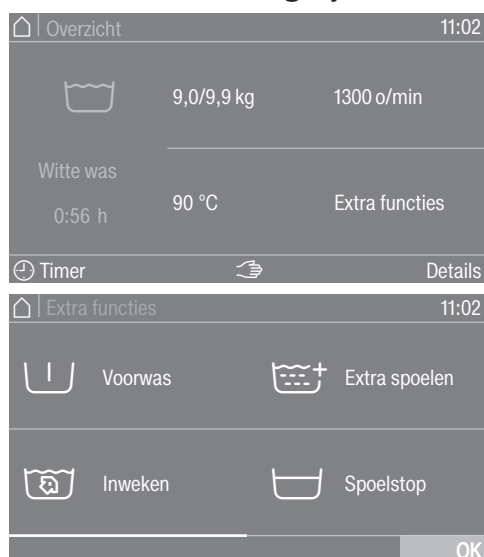 Overzicht 11:02
9,0/9,9 kg 1300 o/min
Witte was
0:56 h
90 °C Extra functies
Timer Details
Extra functies 11:02
Voorwas Extra spoelen
Inweken Spoelstop
OK